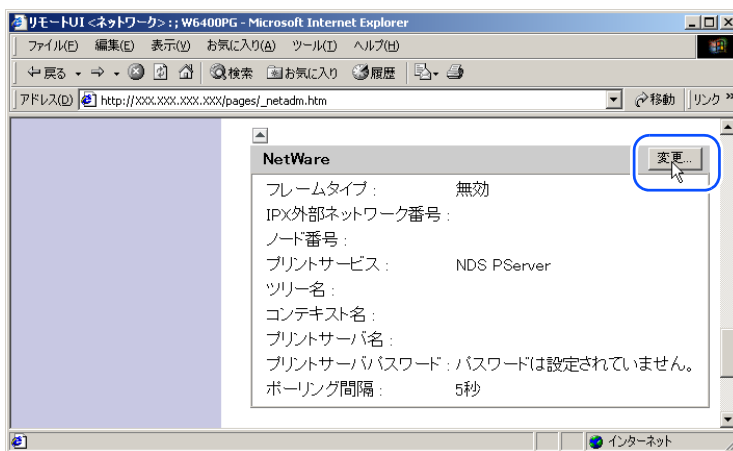 リモートUI <ネットワーク> : ; W6400PG - Microsoft Internet Explorer
ファイル(F) 編集(E) 表示(V) お気に入り(A) ツール(T) ヘルプ(H)
戻る 検索 お気に入り 履歴
アドレス(D) http://XXX.XXX.XXX.XXX/pages/_netadm.htm 移動 リンク »
NetWare 変更...
フレームタイプ : 無効
IPX外部ネットワーク番号 :
ノード番号 :
プリントサービス : NDS PServer
ツリー名 :
コンテキスト名 :
プリントサーバ名 :
プリントサーバパスワード : パスワードは設定されていません。
ポーリング間隔 : 5秒
インターネット